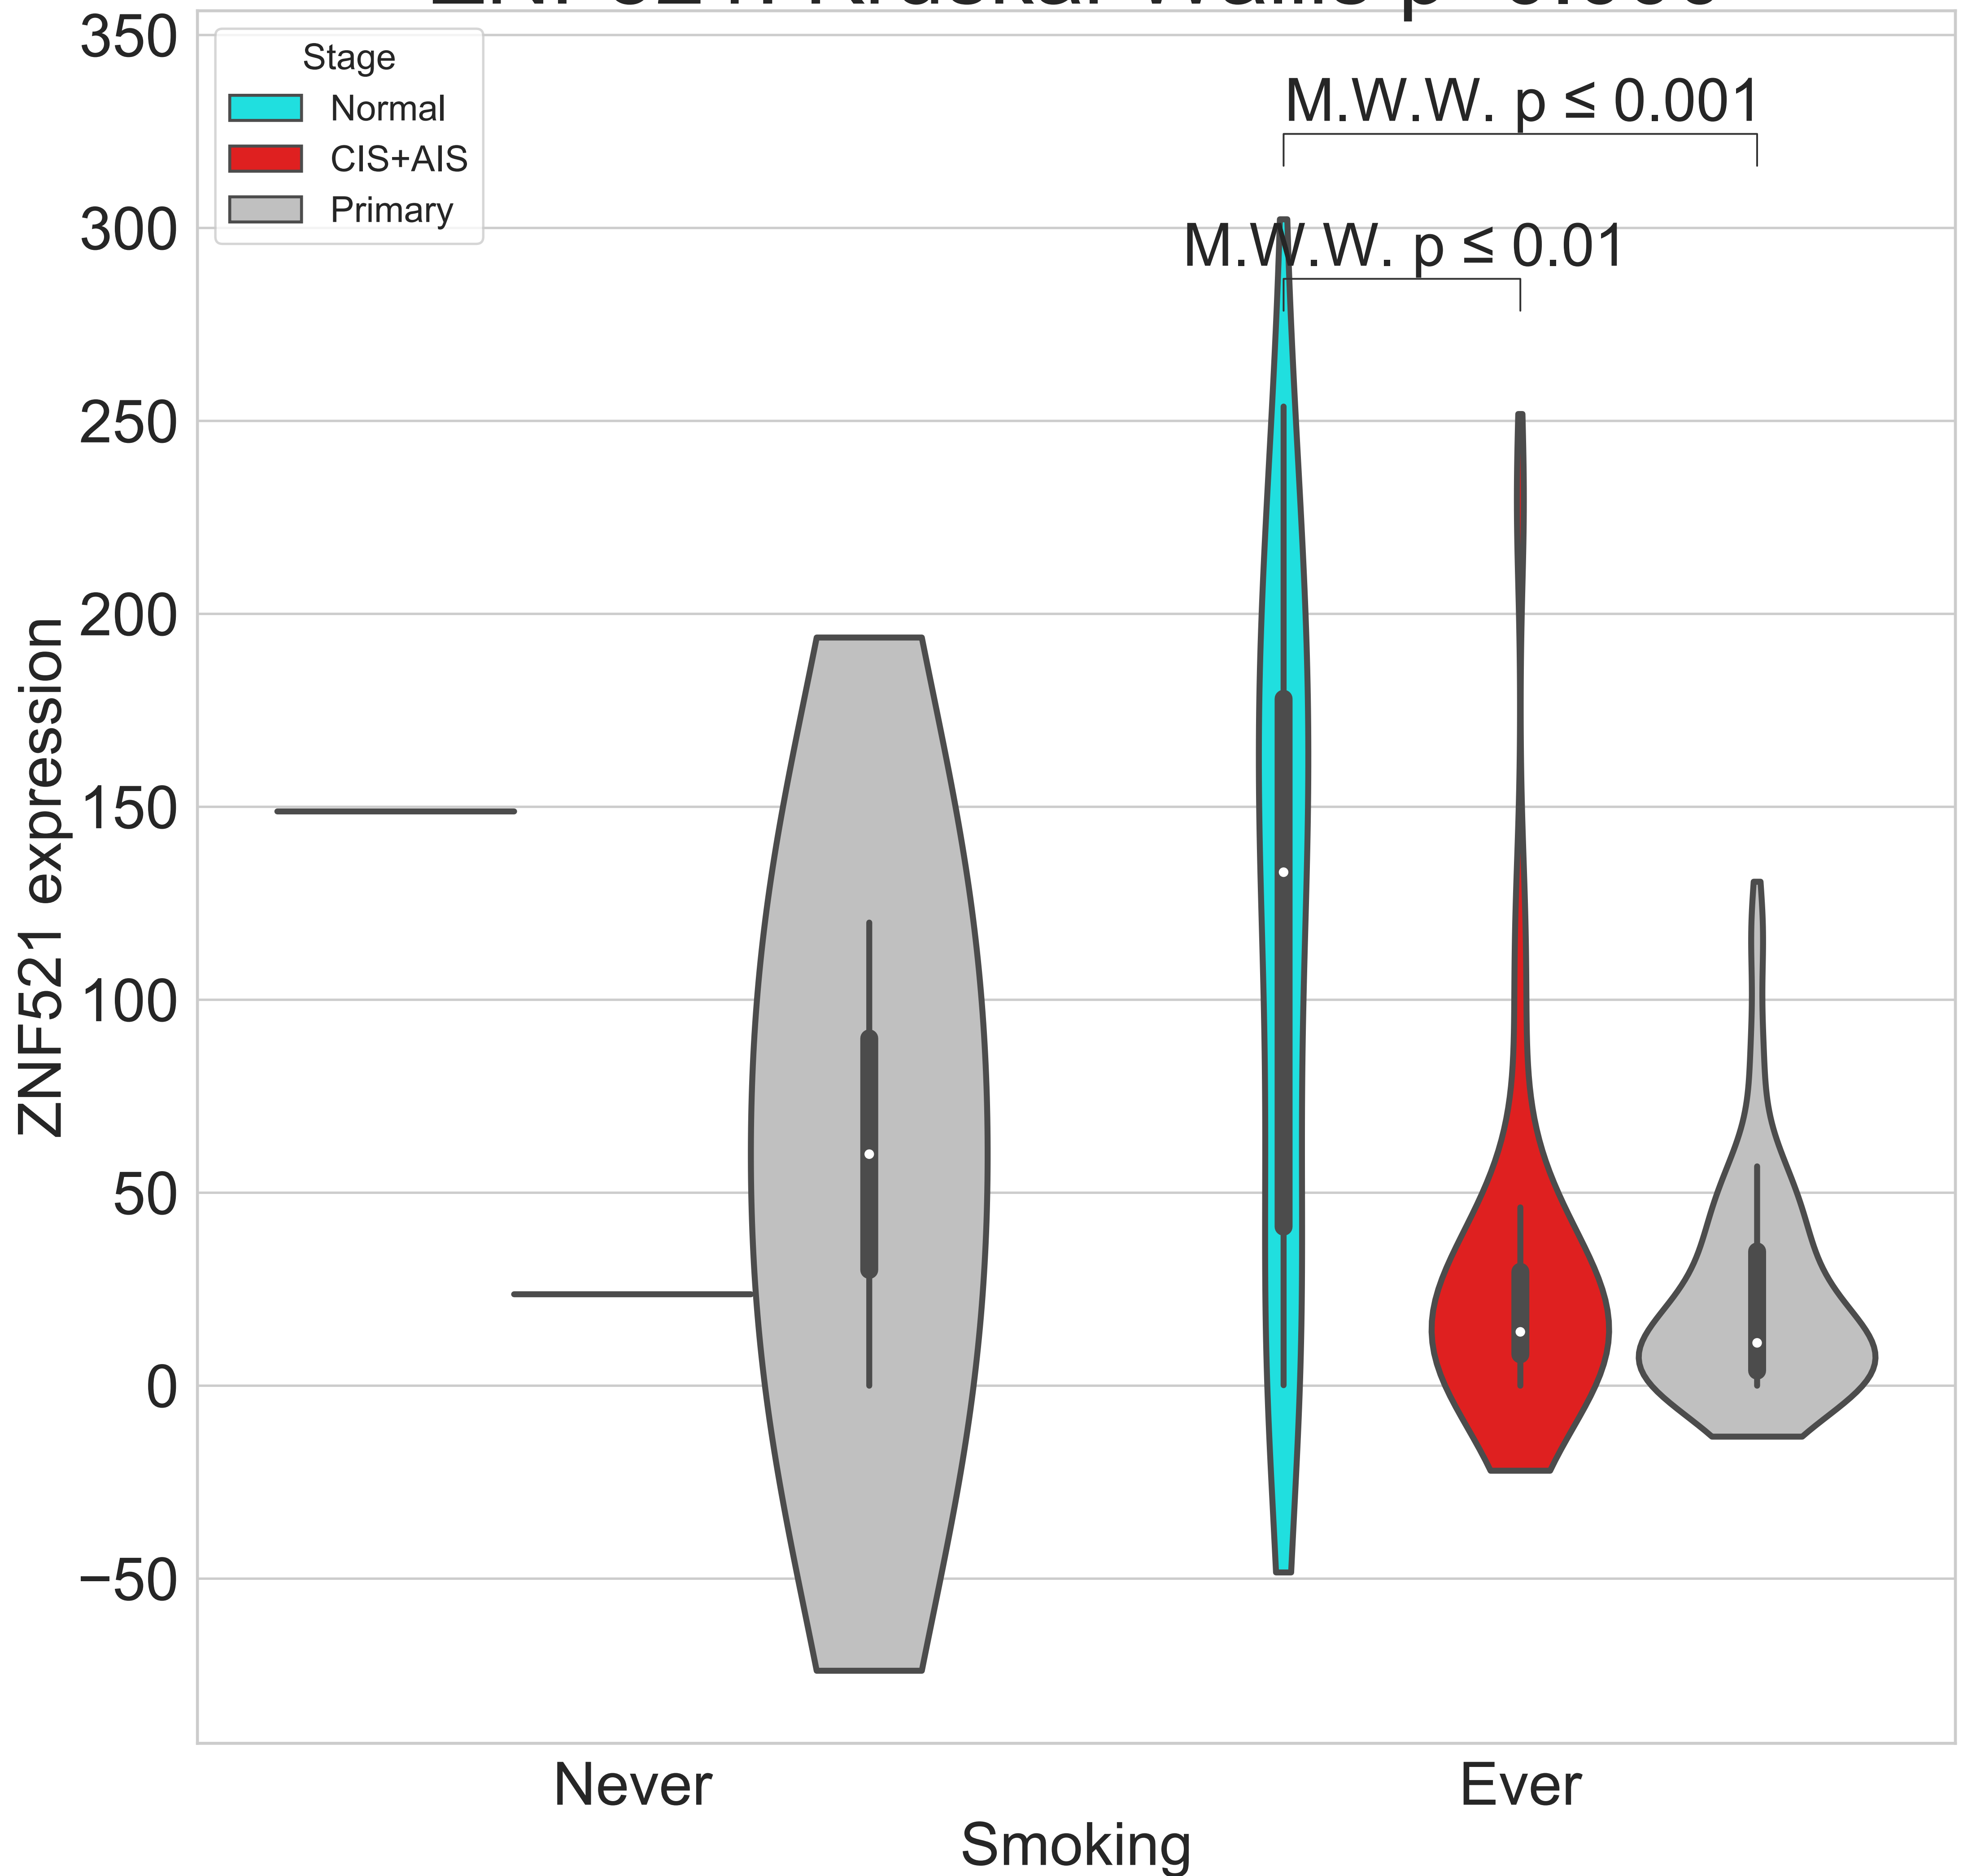 350
Stage
Normal
CIS+AIS
Primary
M.W.W. p ≤ 0.001
300
M.W.W. p ≤ 0.01
250
200
150
100
50
0
−50
ZNF521 expression
Never
Ever
Smoking